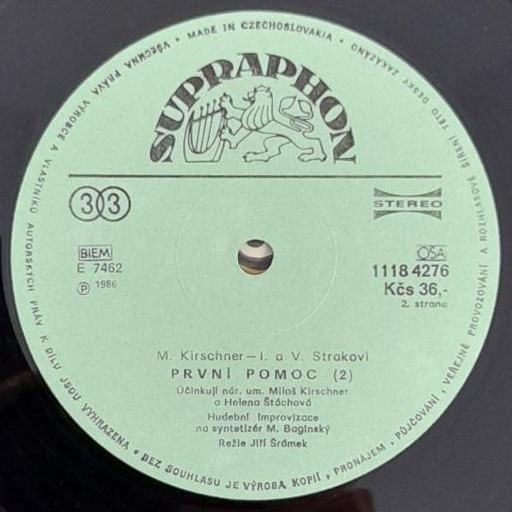 MADE IN CZECHOSLOVAKIA •
VŠECHNA PRÁVA VÝROBCE A VLASTNÍKŮ AUTORSKÝCH PRÁV K DÍLU JSOU VYHRAZENA • BEZ SOUHLASU JE VÝROBA KOPIÍ, PRONÁJEM, PŮJČOVÁNÍ, VEŘEJNÉ PROVOZOVÁNÍ A ROZHLASOVÉ ŠÍŘENÍ TÉTO DESKY ZAKÁZÁNO •
SUPRAPHON
33
STEREO
BIEM
E 7462
Ⓟ 1986
OSA
1118 4276
Kčs 36,-
2. strana
M. Kirschner – I. a V. Strakovi
PRVNÍ POMOC (2)
Účinkují nár. um. Miloš Kirschner
a Helena Štáchová
Hudební improvizace
na syntetizér M. Baginský
Režie Jiří Šrámek